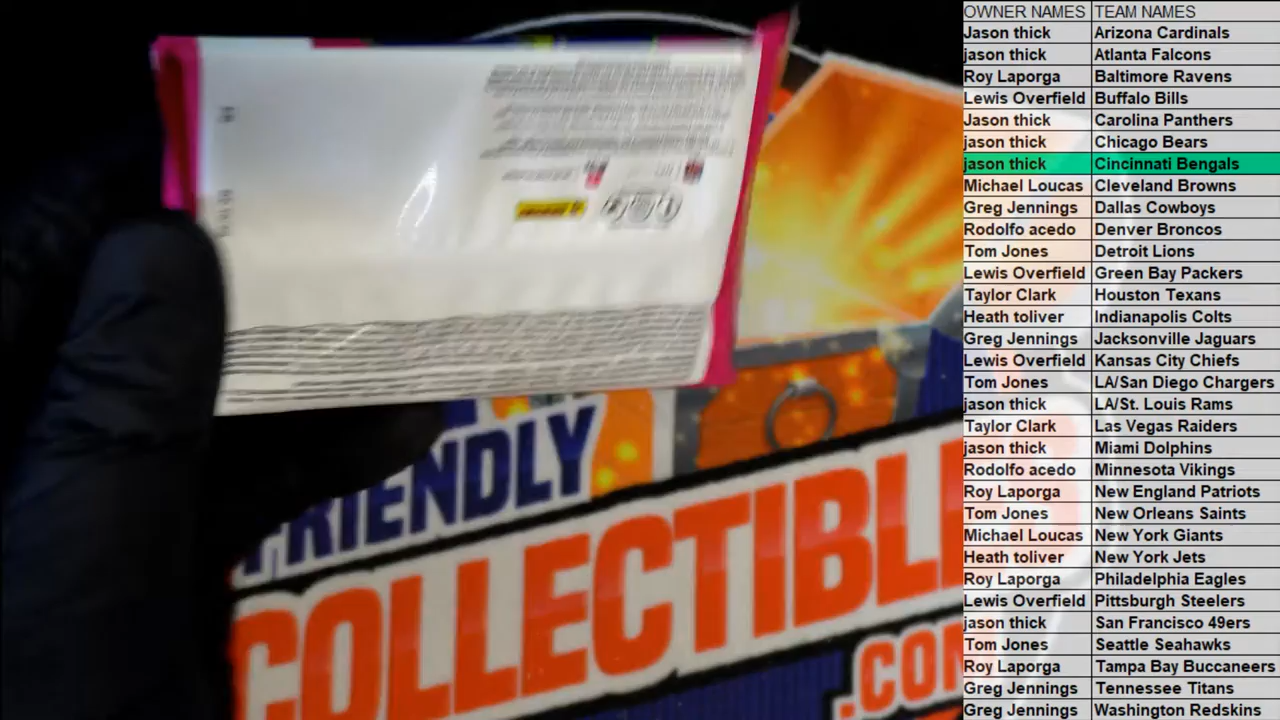 FRIENDLY
COLLECTIBL
.COM
OWNER NAMES TEAM NAMES
Jason thick Arizona Cardinals
jason thick Atlanta Falcons
Roy Laporga Baltimore Ravens
Lewis Overfield Buffalo Bills
Jason thick Carolina Panthers
jason thick Chicago Bears
jason thick Cincinnati Bengals
Michael Loucas Cleveland Browns
Greg Jennings Dallas Cowboys
Rodolfo acedo Denver Broncos
Tom Jones Detroit Lions
Lewis Overfield Green Bay Packers
Taylor Clark Houston Texans
Heath toliver Indianapolis Colts
Greg Jennings Jacksonville Jaguars
Lewis Overfield Kansas City Chiefs
Tom Jones LA/San Diego Chargers
jason thick LA/St. Louis Rams
Taylor Clark Las Vegas Raiders
jason thick Miami Dolphins
Rodolfo acedo Minnesota Vikings
Roy Laporga New England Patriots
Tom Jones New Orleans Saints
Michael Loucas New York Giants
Heath toliver New York Jets
Roy Laporga Philadelphia Eagles
Lewis Overfield Pittsburgh Steelers
jason thick San Francisco 49ers
Tom Jones Seattle Seahawks
Roy Laporga Tampa Bay Buccaneers
Greg Jennings Tennessee Titans
Greg Jennings Washington Redskins